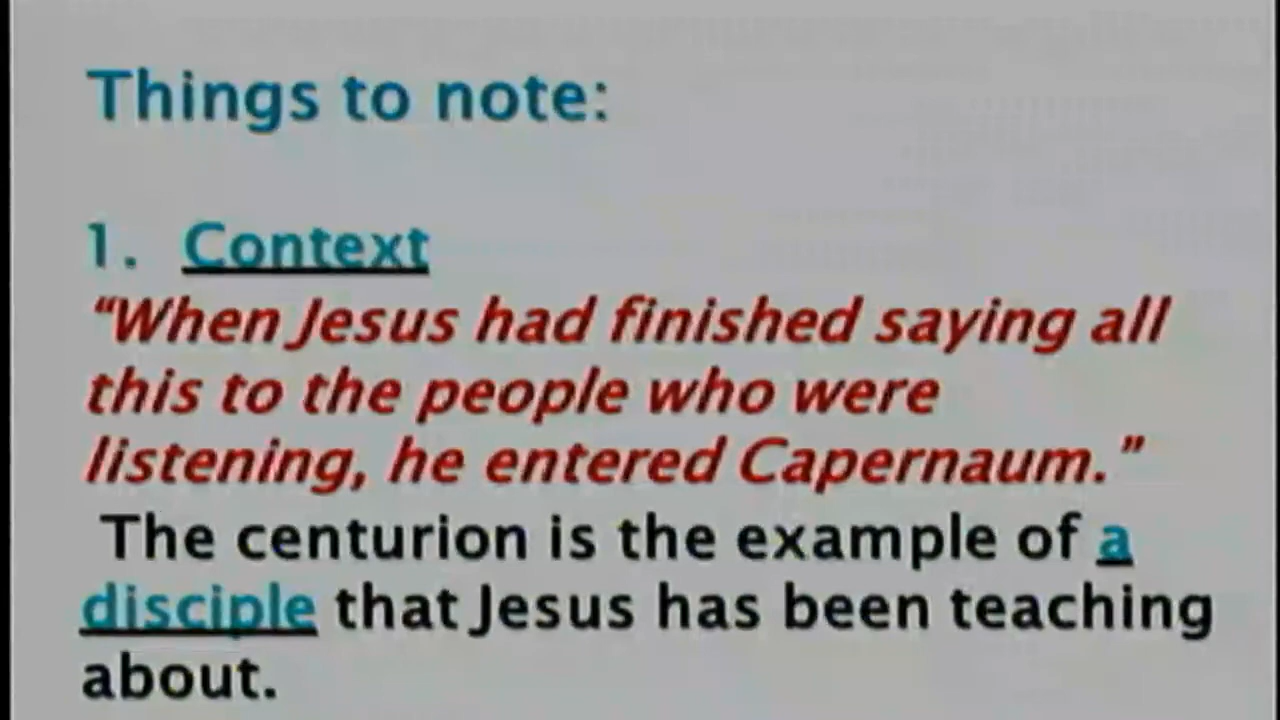 Things to note:
1. Context
“When Jesus had finished saying all
this to the people who were
listening, he entered Capernaum.”
The centurion is the example of a
disciple that Jesus has been teaching
about.